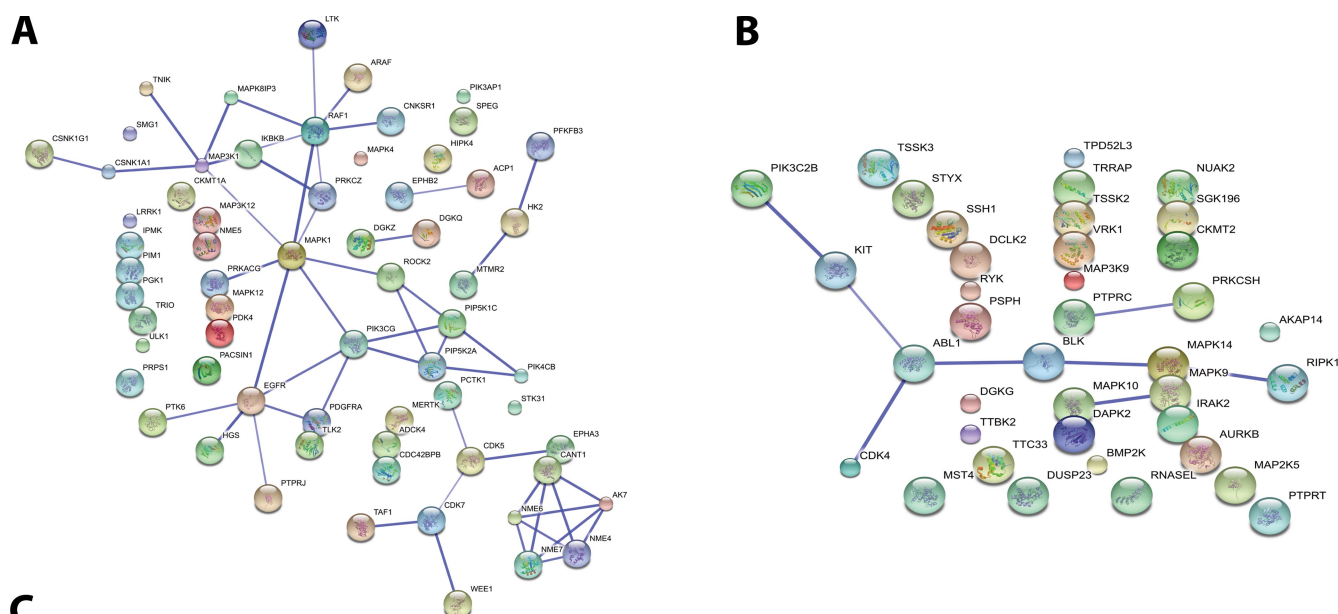 A
LTK
ARAF
TNIK
MAPK8IP3
PIK3AP1
SPEG
RAF1
CNKSR1
SMG1
PFKFB3
CSNK1G1
IKBKB
MAPK4
HIPK4
CSNK1A1
MAP3K1
EPHB2
ACP1
CKMT1A
PRKCZ
HK2
LRRK1
MAP3K12
IPMK
NME5
DGKZ
DGKQ
PIM1
MAPK1
PGK1
PRKACG
ROCK2
MTMR2
TRIO
MAPK12
PIP5K1C
ULK1
PDK4
PIK3CG
PACSIN1
PIP5K2A
PIK4CB
PRPS1
EGFR
PCTK1
STK31
PTK6
PDGFRA
MERTK
HGS
TLK2
ADCK4
CDK5
EPHA3
CDC42BPB
CANT1
PTPRJ
AK7
TAF1
CDK7
NME6
NME7
NME4
WEE1
B
TSSK3
TPD52L3
PIK3C2B
STYX
TRRAP
NUAK2
TSSK2
SGK196
SSH1
VRK1
CKMT2
DCLK2
KIT
RYK
MAP3K9
PRKCSH
PSPH
PTPRC
AKAP14
ABL1
BLK
MAPK14
MAPK9
RIPK1
MAPK10
DGKG
DAPK2
IRAK2
TTBK2
AURKB
CDK4
TTC33
BMP2K
MAP2K5
MST4
DUSP23
RNASEL
PTPRT
C